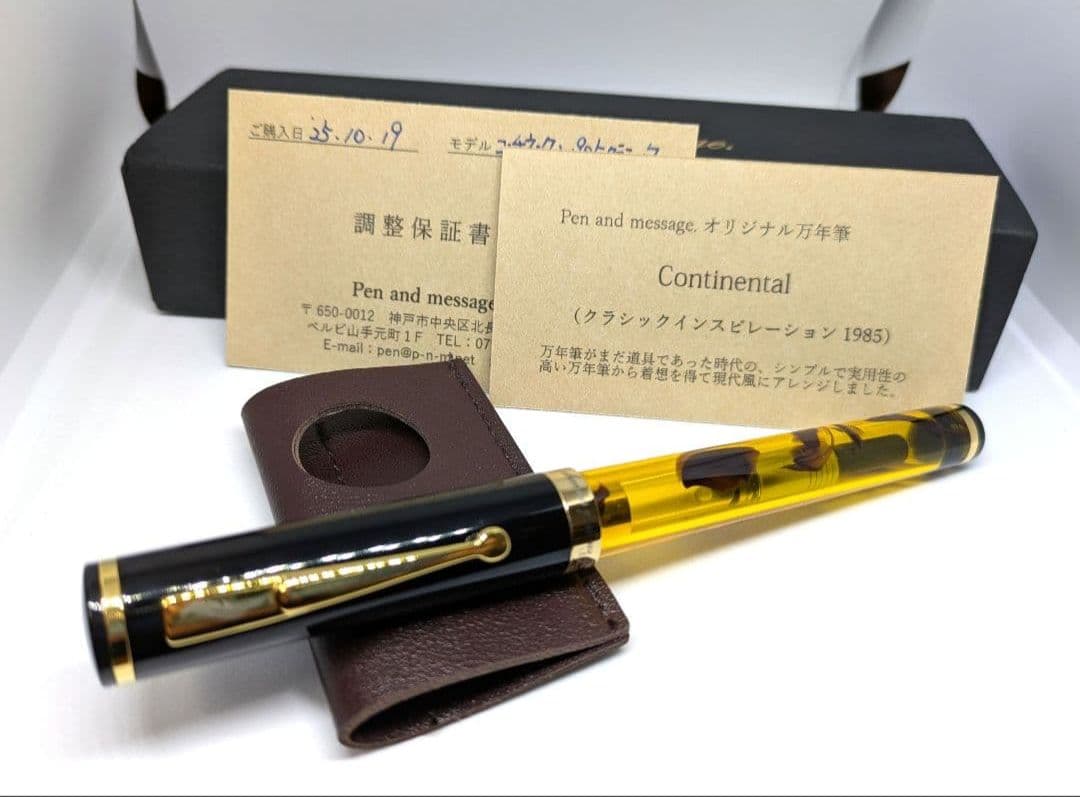 ご購入日 '25.10.19
モデル
調整保証書
Pen and message
〒650-0012 神戸市中央区北長
ベルビ山手元町1F TEL:07
E-mail:pen@p-n-m.net
Pen and message. オリジナル万年筆
Continental
(クラシックインスピレーション 1985)
万年筆がまだ道具であった時代の、シンプルで実用性の
高い万年筆から着想を得て現代風にアレンジしました。